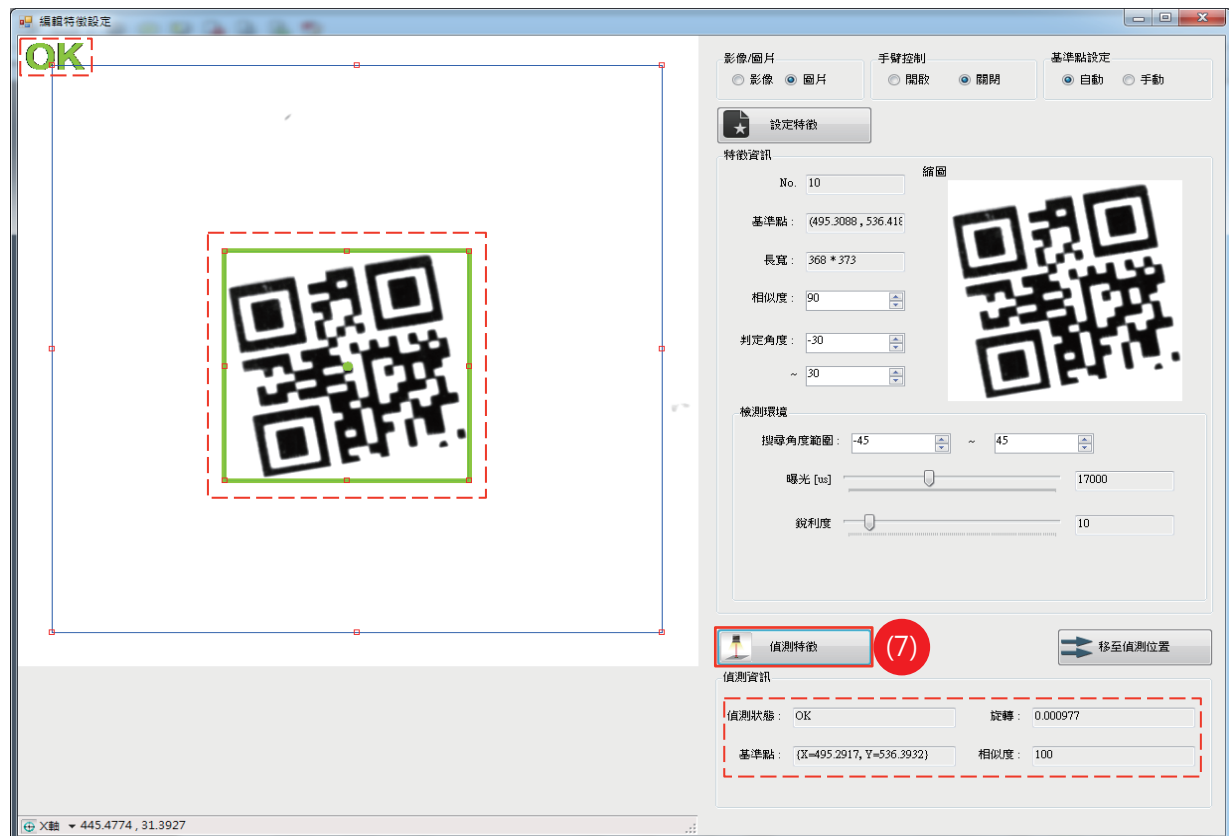 編輯特徵設定
OK
影像/圖片
影像
圖片
手臂控制
開啟
關閉
基準點設定
自動
手動
設定特徵
特徵資訊
No. 10
縮圖
基準點 : (495.3088 , 536.418
長寬 : 368 * 373
相似度 : 90
判定角度 : -30
~ 30
檢測環境
搜尋角度範圍 : -45 ~ 45
曝光 [us] 17000
銳利度 10
偵測特徵
(7)
移至偵測位置
偵測資訊
偵測狀態 : OK
旋轉 : 0.000977
基準點 : {X=495.2917, Y=536.3932}
相似度 : 100
X軸 445.4774 , 31.3927